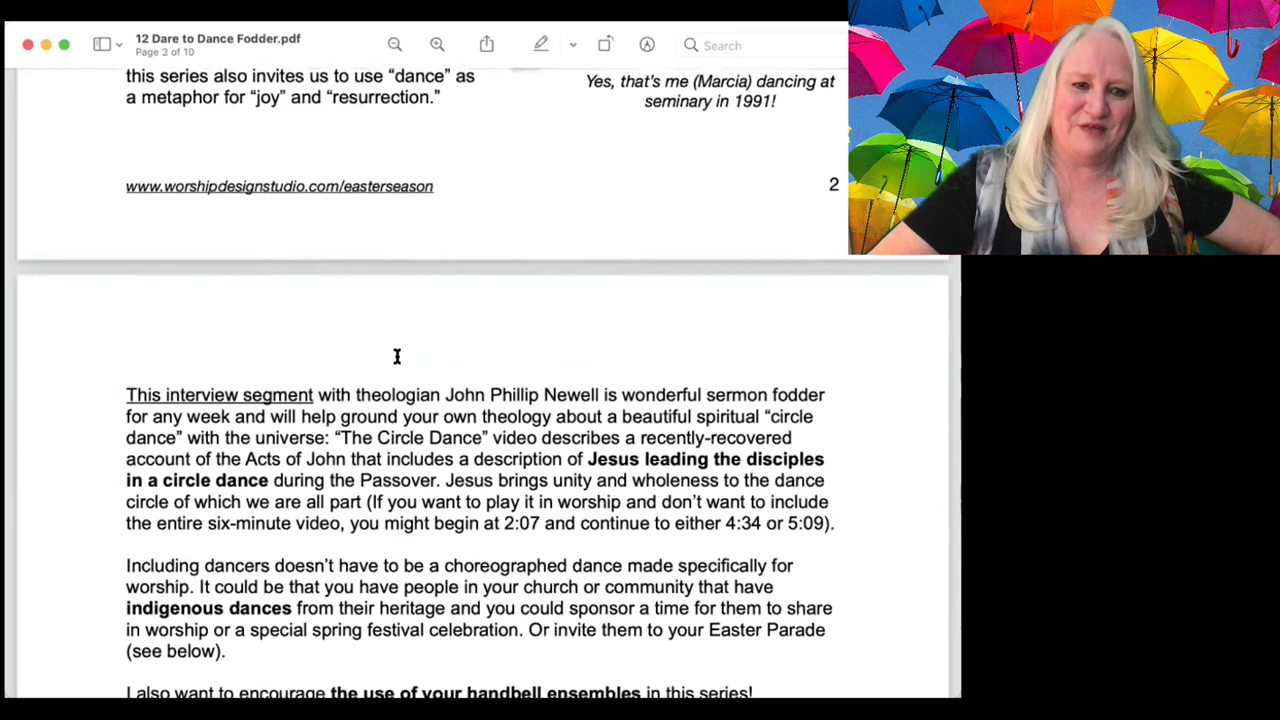 12 Dare to Dance Fodder.pdf
Page 3 of 10
Search
this series also invites us to use “dance” as
a metaphor for “joy” and “resurrection.”
Yes, that’s me (Marcia) dancing at
seminary in 1991!
www.worshipdesignstudio.com/easterseason
2
This interview segment with theologian John Phillip Newell is wonderful sermon fodder
for any week and will help ground your own theology about a beautiful spiritual “circle
dance” with the universe: “The Circle Dance” video describes a recently-recovered
account of the Acts of John that includes a description of Jesus leading the disciples
in a circle dance during the Passover. Jesus brings unity and wholeness to the dance
circle of which we are all part (If you want to play it in worship and don’t want to include
the entire six-minute video, you might begin at 2:07 and continue to either 4:34 or 5:09).
Including dancers doesn’t have to be a choreographed dance made specifically for
worship. It could be that you have people in your church or community that have
indigenous dances from their heritage and you could sponsor a time for them to share
in worship or a special spring festival celebration. Or invite them to your Easter Parade
(see below).
I also want to encourage the use of your handbell ensembles in this series!